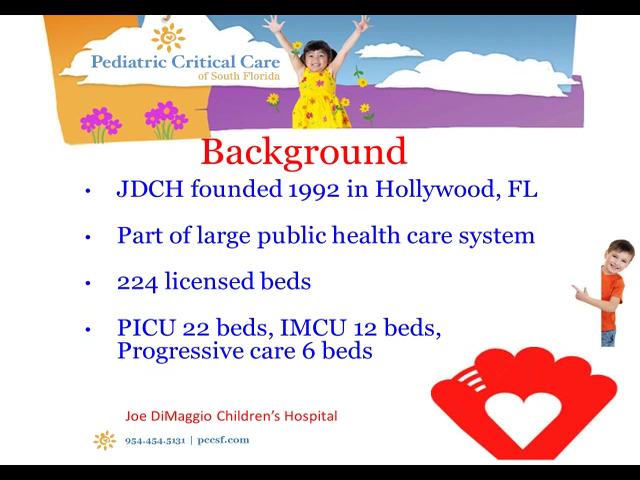 Pediatric Critical Care
of South Florida
Background
• JDCH founded 1992 in Hollywood, FL
• Part of large public health care system
• 224 licensed beds
• PICU 22 beds, IMCU 12 beds,
Progressive care 6 beds
Joe DiMaggio Children's Hospital
954.454.5131 | pccsf.com